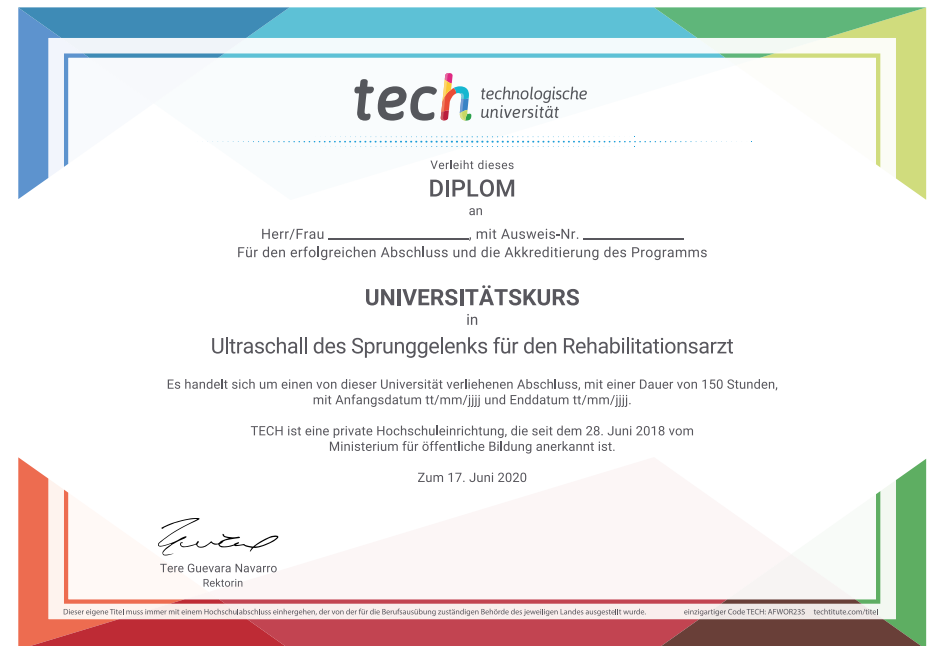 tech technologische
universität
Verleiht dieses
DIPLOM
an
Herr/Frau ____________________, mit Ausweis-Nr. ______________
Für den erfolgreichen Abschluss und die Akkreditierung des Programms
UNIVERSITÄTSKURS
in
Ultraschall des Sprunggelenks für den Rehabilitationsarzt
Es handelt sich um einen von dieser Universität verliehenen Abschluss, mit einer Dauer von 150 Stunden,
mit Anfangsdatum tt/mm/jjjj und Enddatum tt/mm/jjjj.
TECH ist eine private Hochschuleinrichtung, die seit dem 28. Juni 2018 vom
Ministerium für öffentliche Bildung anerkannt ist.
Zum 17. Juni 2020
Tere Guevara Navarro
Rektorin
Dieser eigene Titel muss immer mit einem Hochschulabschluss einhergehen, der von der für die Berufsausübung zuständigen Behörde des jeweiligen Landes ausgestellt wurde. einzigartiger Code TECH: AFWOR23S techtitute.com/titel